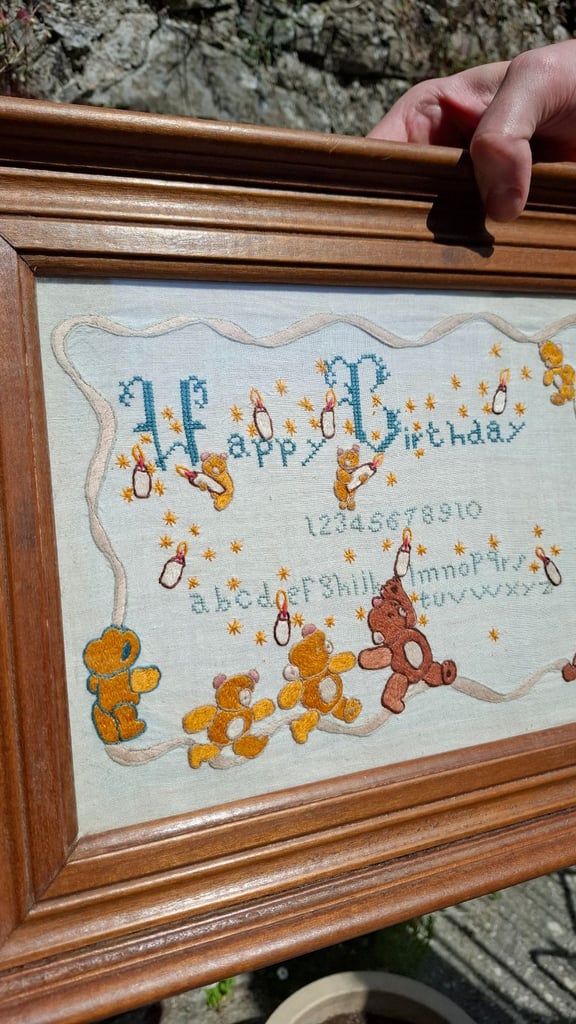 Happy Birthday
12345678910
abcdefghijklmnopqrs
tuvwxyz